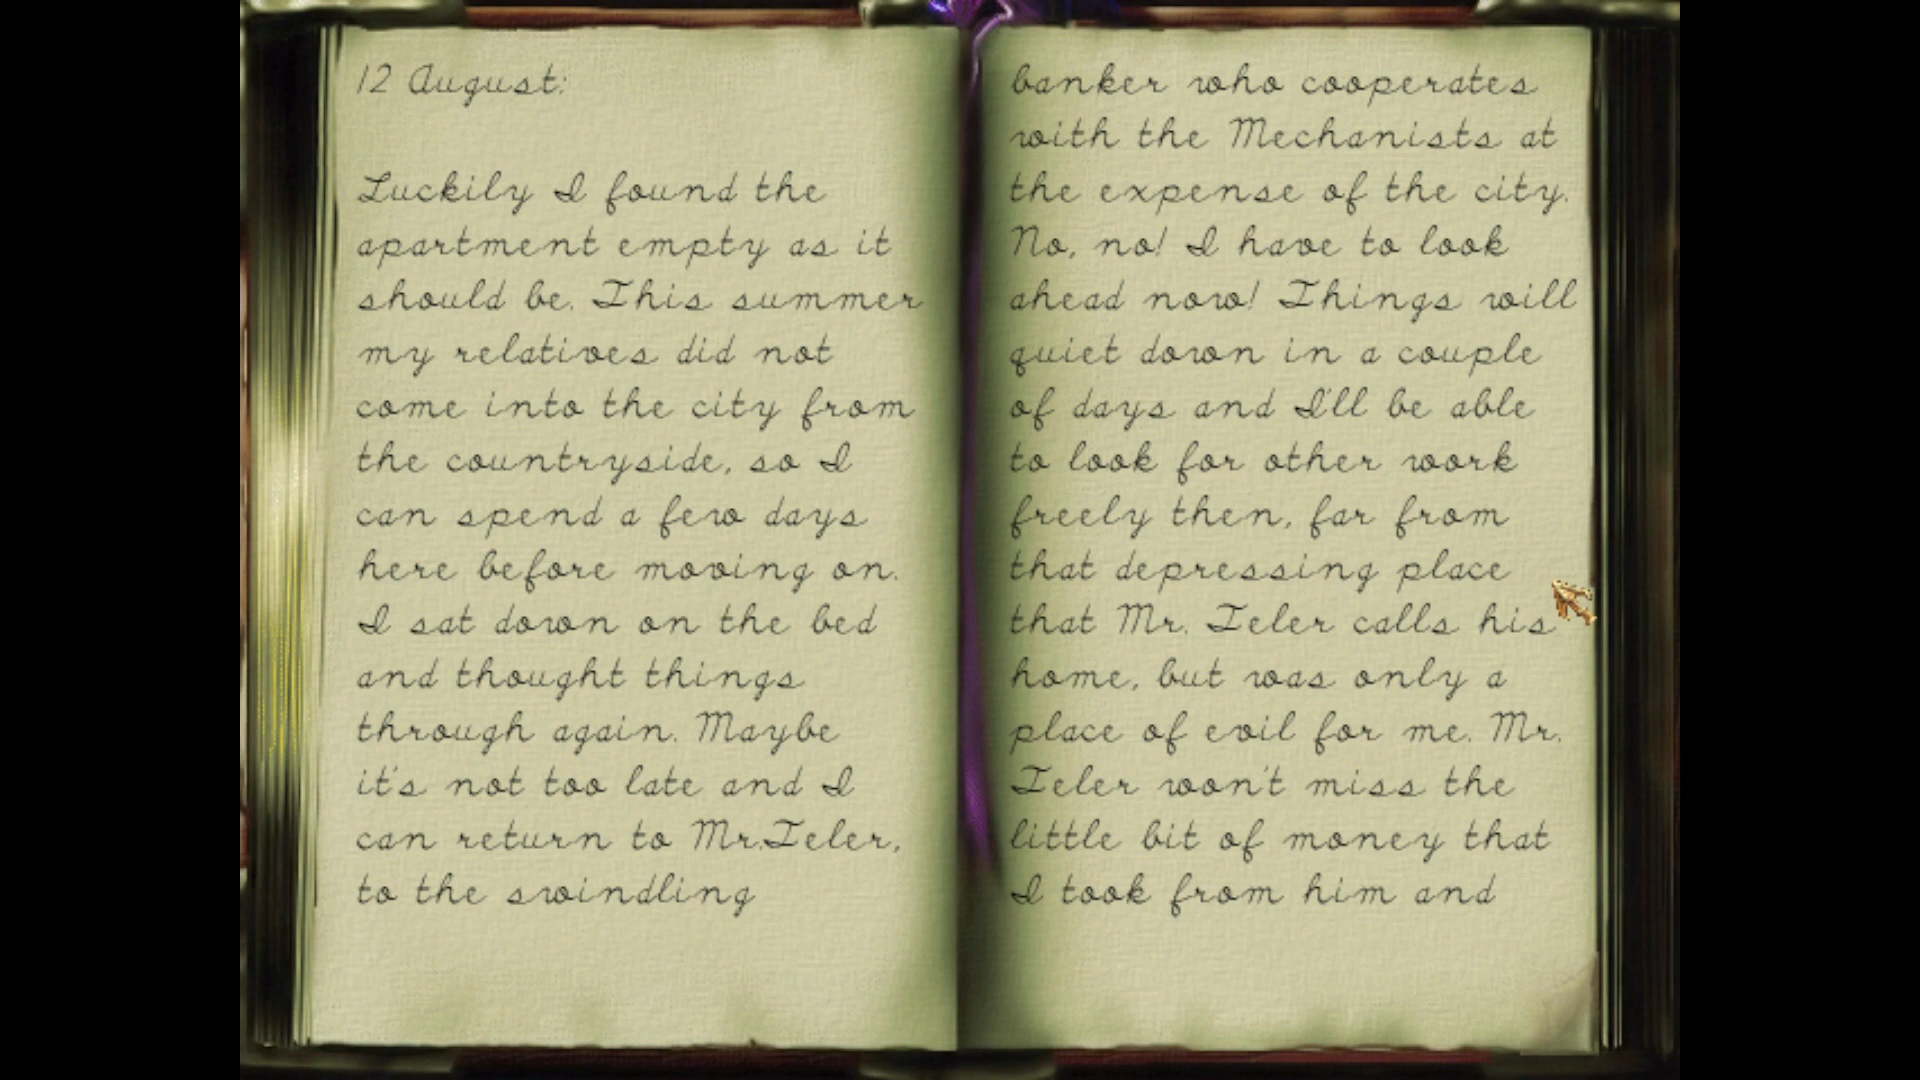 12 August:
Luckily I found the
apartment empty as it
should be. This summer
my relatives did not
come into the city from
the countryside, so I
can spend a few days
here before moving on.
I sat down on the bed
and thought things
through again. Maybe
it's not too late and I
can return to Mr.Teler,
to the swindling
banker who cooperates
with the Mechanists at
the expense of the city.
No, no! I have to look
ahead now! Things will
quiet down in a couple
of days and I'll be able
to look for other work
freely then, far from
that depressing place
that Mr. Teler calls his
home, but was only a
place of evil for me. Mr.
Teler won't miss the
little bit of money that
I took from him and